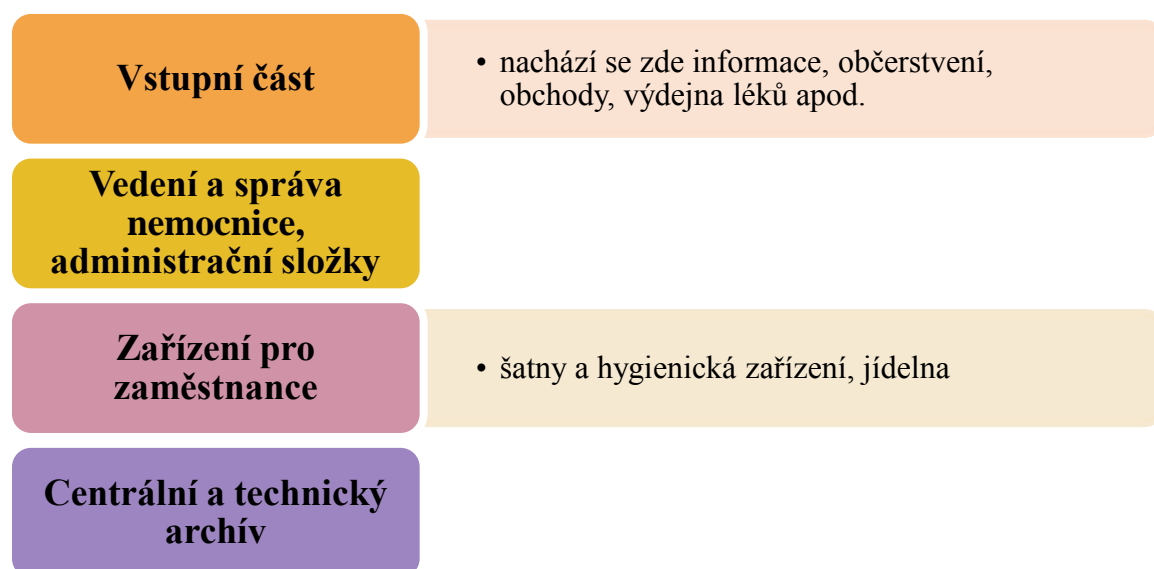 Vstupní část
• nachází se zde informace, občerstvení,
obchody, výdejna léků apod.
Vedení a správa
nemocnice,
administrační složky
Zařízení pro
zaměstnance
• šatny a hygienická zařízení, jídelna
Centrální a technický
archív